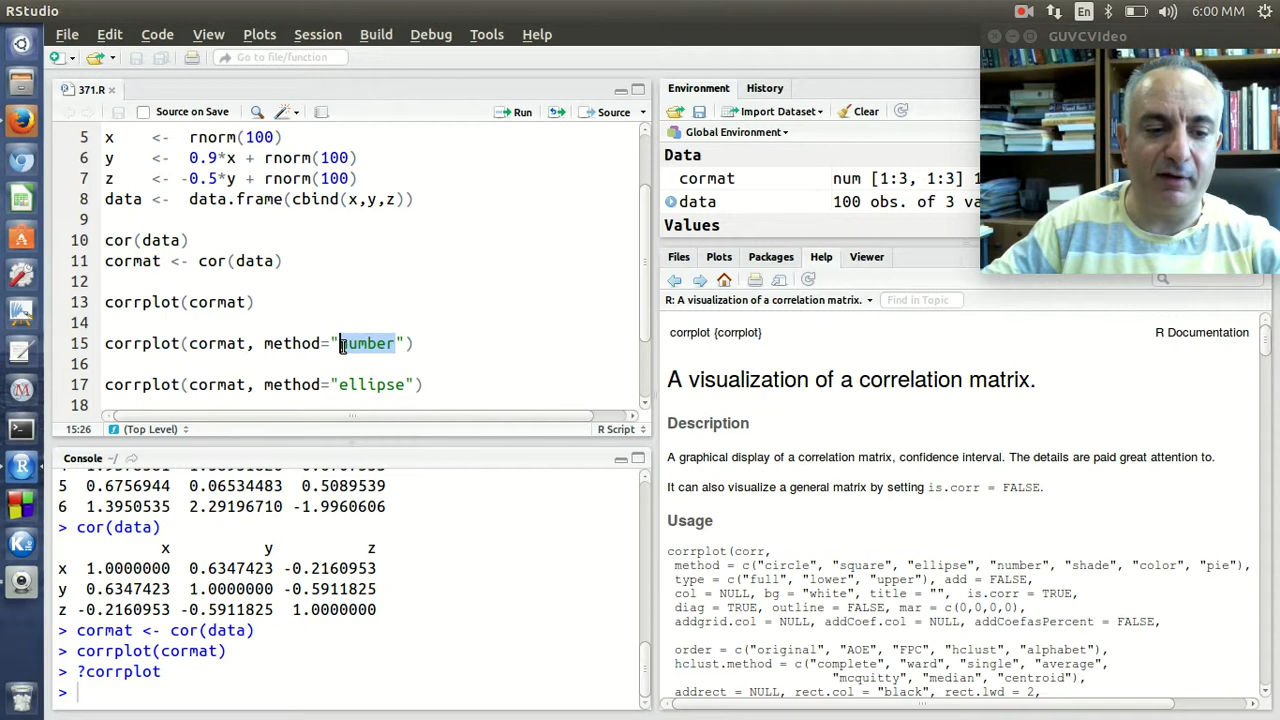 RStudio
En
6:00 MM
File Edit Code View Plots Session Build Debug Tools Help
GUVCVIdeo
Go to file/function
371.R
Source on Save
Run
Source
5 x <- rnorm(100)
6 y <- 0.9*x + rnorm(100)
7 z <- -0.5*y + rnorm(100)
8 data <- data.frame(cbind(x,y,z))
9
10 cor(data)
11 cormat <- cor(data)
12
13 corrplot(cormat)
14
15 corrplot(cormat, method="number")
16
17 corrplot(cormat, method="ellipse")
18
15:26 (Top Level) R Script
Console ~/
5 0.6756944 0.06534483 0.5089539
6 1.3950535 2.29196710 -1.9960606
> cor(data)
x y z
x 1.0000000 0.6347423 -0.2160953
y 0.6347423 1.0000000 -0.5911825
z -0.2160953 -0.5911825 1.0000000
> cormat <- cor(data)
> corrplot(cormat)
> ?corrplot
>
Environment History
Import Dataset Clear
Global Environment
Data
cormat num [1:3, 1:3] 1
data 100 obs. of 3 va
Values
Files Plots Packages Help Viewer
R: A visualization of a correlation matrix. Find in Topic
corrplot {corrplot} R Documentation
A visualization of a correlation matrix.
Description
A graphical display of a correlation matrix, confidence interval. The details are paid great attention to.
It can also visualize a general matrix by setting is.corr = FALSE.
Usage
corrplot(corr,
method = c("circle", "square", "ellipse", "number", "shade", "color", "pie"),
type = c("full", "lower", "upper"), add = FALSE,
col = NULL, bg = "white", title = "", is.corr = TRUE,
diag = TRUE, outline = FALSE, mar = c(0,0,0,0),
addgrid.col = NULL, addCoef.col = NULL, addCoefasPercent = FALSE,
order = c("original", "AOE", "FPC", "hclust", "alphabet"),
hclust.method = c("complete", "ward", "single", "average",
"mcquitty", "median", "centroid"),
addrect = NULL, rect.col = "black", rect.lwd = 2,